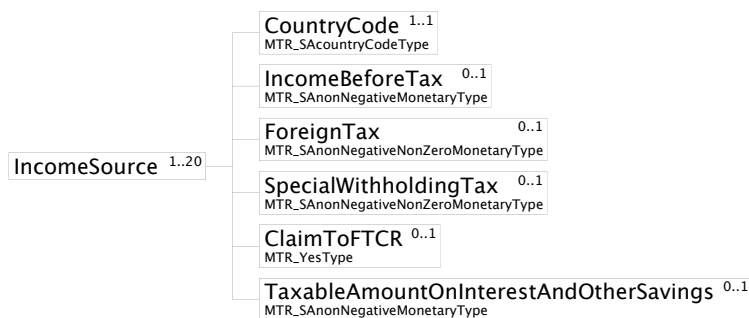 CountryCode 1..1
MTR_SAcountryCodeType
IncomeBeforeTax 0..1
MTR_SAnonNegativeMonetaryType
ForeignTax 0..1
MTR_SAnonNegativeNonZeroMonetaryType
IncomeSource 1..20
SpecialWithholdingTax 0..1
MTR_SAnonNegativeNonZeroMonetaryType
ClaimToFTCR 0..1
MTR_YesType
TaxableAmountOnInterestAndOtherSavings 0..1
MTR_SAnonNegativeMonetaryType